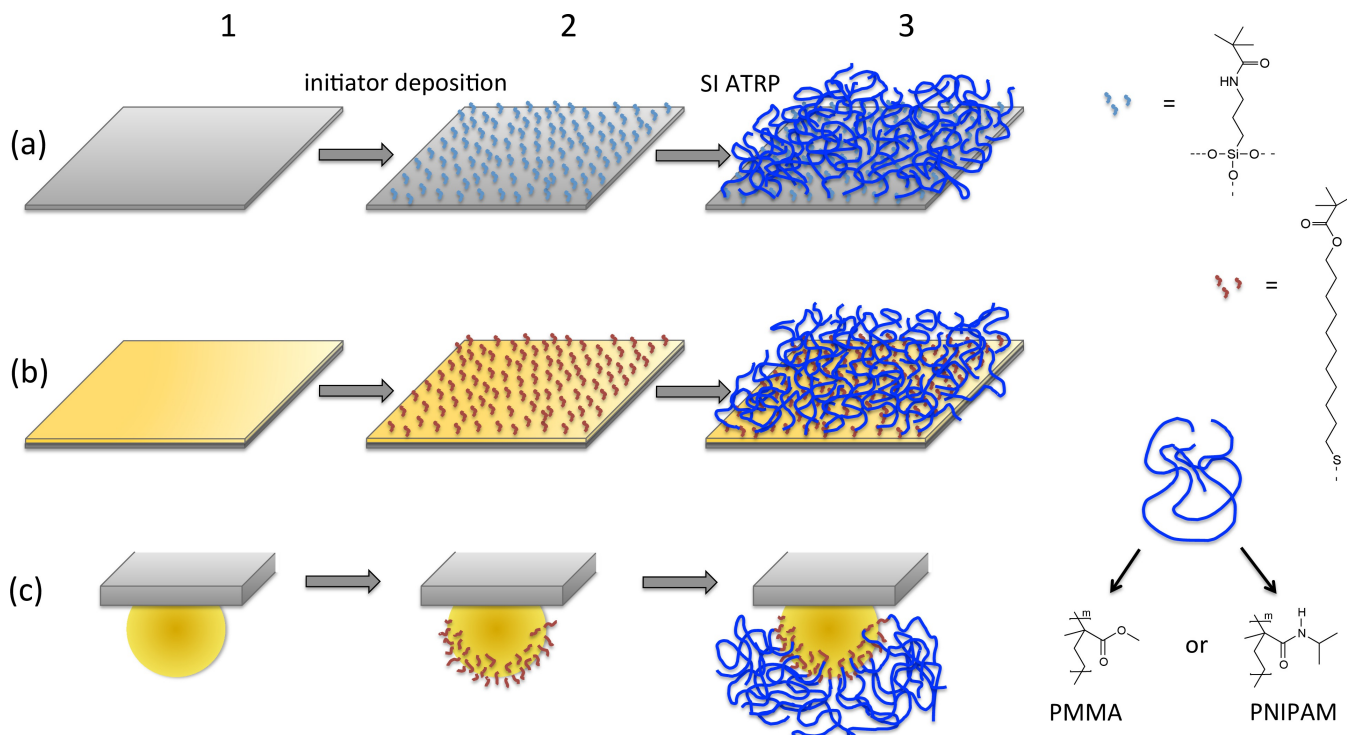 1 2 3
initiator deposition SI ATRP
(a)
=
O
HN
---O-Si-O- - -
O
O
O
=
(b)
S
(c)
m
O
O
or
m
H
N
O
PMMA PNIPAM